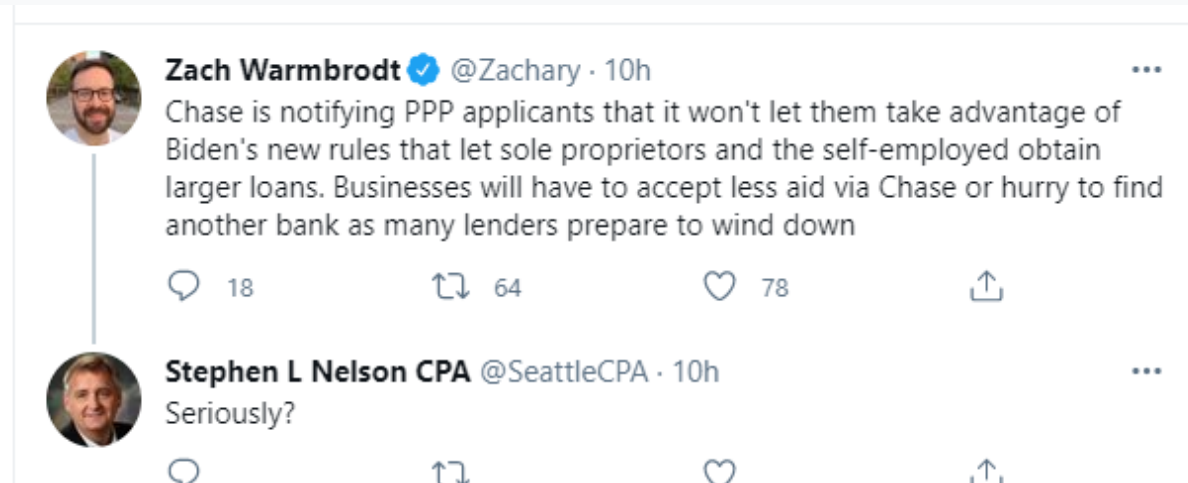 Zach Warmbrodt @Zachary · 10h
Chase is notifying PPP applicants that it won't let them take advantage of
Biden's new rules that let sole proprietors and the self-employed obtain
larger loans. Businesses will have to accept less aid via Chase or hurry to find
another bank as many lenders prepare to wind down
18 64 78
Stephen L Nelson CPA @SeattleCPA · 10h
Seriously?